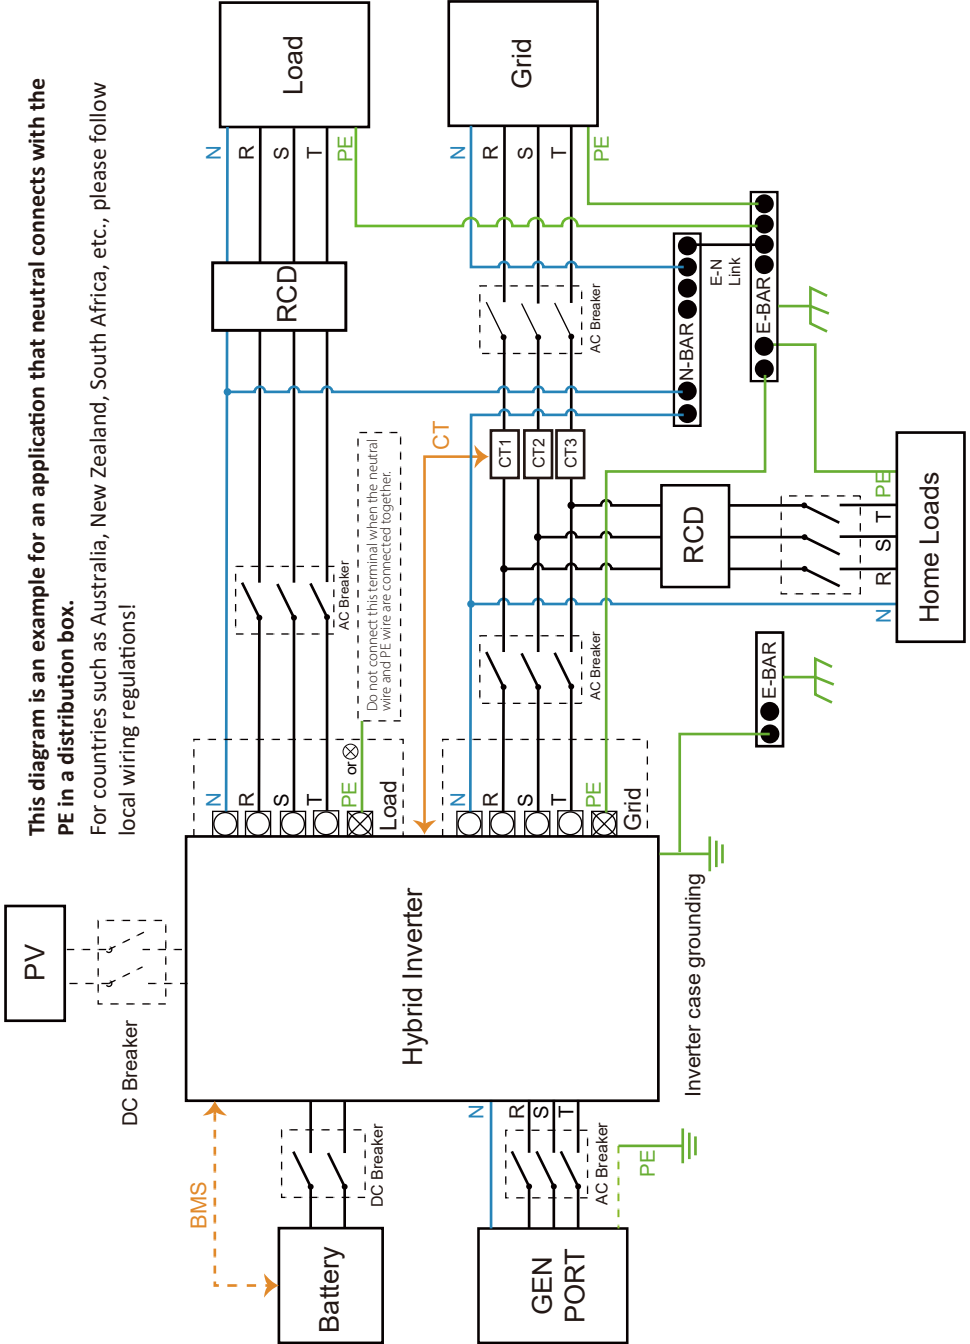 This diagram is an example for an application that neutral connects with the
PE in a distribution box.
For countries such as Australia, New Zealand, South Africa, etc., please follow
local wiring regulations!
PV
DC Breaker
BMS
Battery
DC Breaker
GEN
PORT
N
R
S
T
AC Breaker
PE
Hybrid Inverter
Inverter case grounding
N
R
S
T
PE or
Load
Do not connect this terminal when the neutral
wire and PE wire are connected together.
AC Breaker
RCD
N
R
S
T
PE
Load
CT
N
R
S
T
PE
Grid
AC Breaker
CT1
CT2
CT3
AC Breaker
N
R
S
T
PE
Grid
N-BAR
E-N
Link
E-BAR
E-BAR
RCD
N
R
S
T
PE
Home Loads